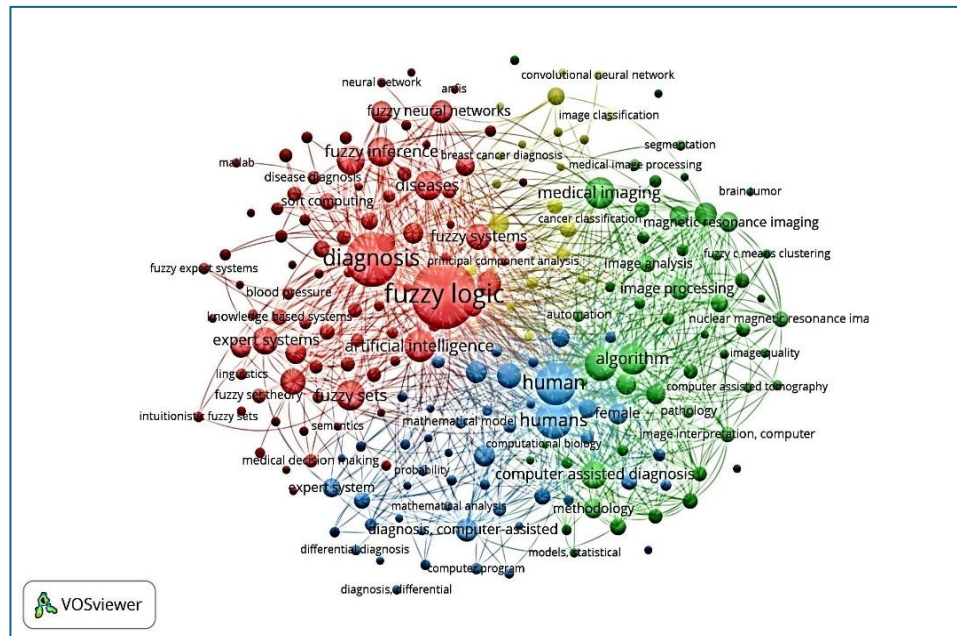 convolutional neural network
neural network
anfis
fuzzy neural networks
image classification
segmentation
fuzzy inference
breast cancer diagnosis
medical image processing
matlab
disease diagnosis
diseases
medical imaging
brain tumor
soft computing
cancer classification
magnetic resonance imaging
fuzzy systems
diagnosis
principal component analysis
fuzzy c means clustering
image analysis
fuzzy expert systems
fuzzy logic
blood pressure
image processing
knowledge based systems
automation
nuclear magnetic resonance ima
expert systems
artificial intelligence
algorithm
image quality
linguistics
human
computer assisted tomography
fuzzy set theory
fuzzy sets
intuitionistic fuzzy sets
semantics
mathematical model
humans
female
pathology
image interpretation, computer
computational biology
medical decision making
probability
computer assisted diagnosis
expert system
mathematical analysis
methodology
diagnosis, computer-assisted
differential diagnosis
models, statistical
computer program
diagnosis, differential
VOSviewer